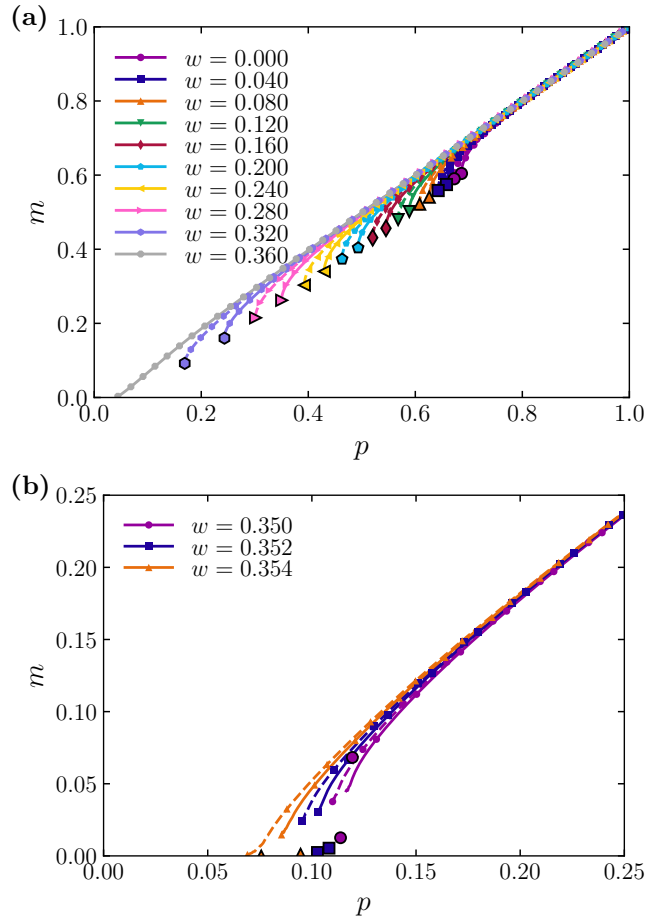 (a)
1.0
0.8
0.6
0.4
0.2
0.0
m
w = 0.000
w = 0.040
w = 0.080
w = 0.120
w = 0.160
w = 0.200
w = 0.240
w = 0.280
w = 0.320
w = 0.360
0.0 0.2 0.4 0.6 0.8 1.0
p
(b)
0.25
0.20
0.15
0.10
0.05
0.00
m
w = 0.350
w = 0.352
w = 0.354
0.00 0.05 0.10 0.15 0.20 0.25
p